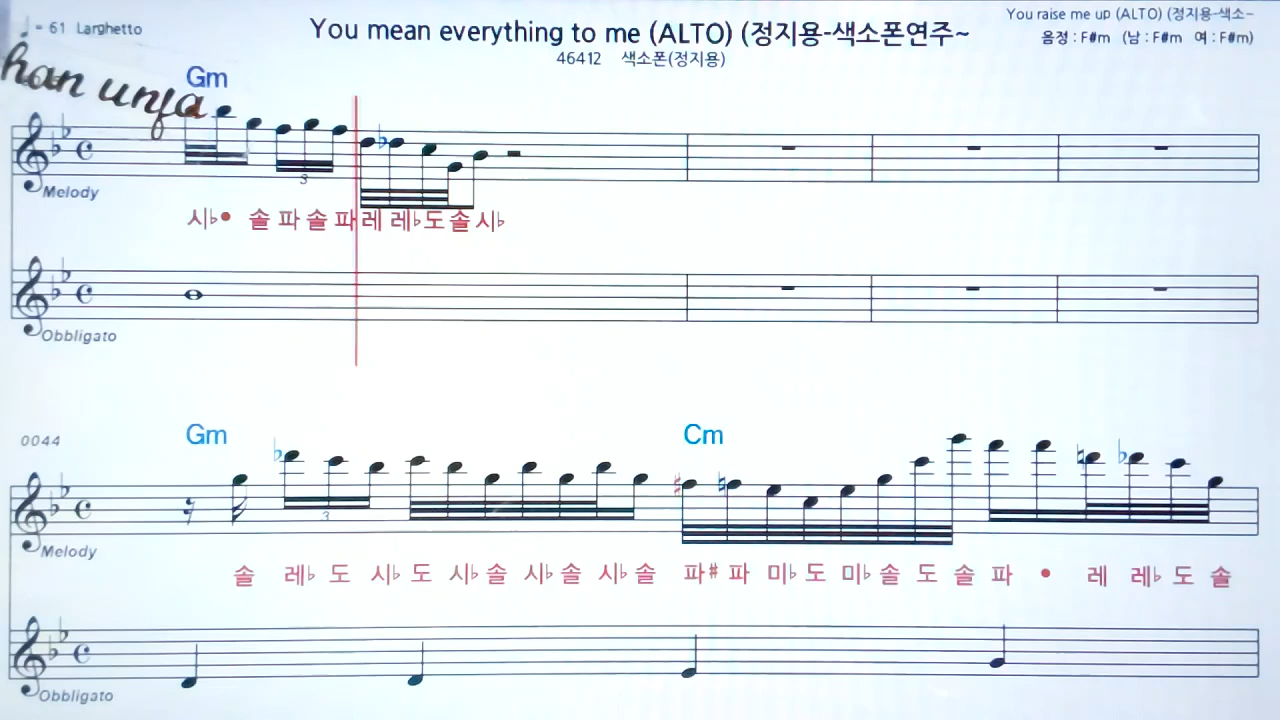 ♩= 61 Larghetto
You mean everything to me (ALTO) (정지용-색소폰연주~
46412 색소폰(정지용)
You raise me up (ALTO) (정지용-색소~
음정 : F#m (남 : F#m 여 : F#m)
han unja
Gm
3
Melody
시♭• 솔 파 솔 파 레 레♭ 도 솔 시♭
Obbligato
0044
Gm
Cm
3
Melody
솔 레♭ 도 시♭ 도 시♭ 솔 시♭ 솔 시♭ 솔 파# 파 미♭ 도 미♭ 솔 도 솔 파 • 레 레♭ 도 솔
Obbligato